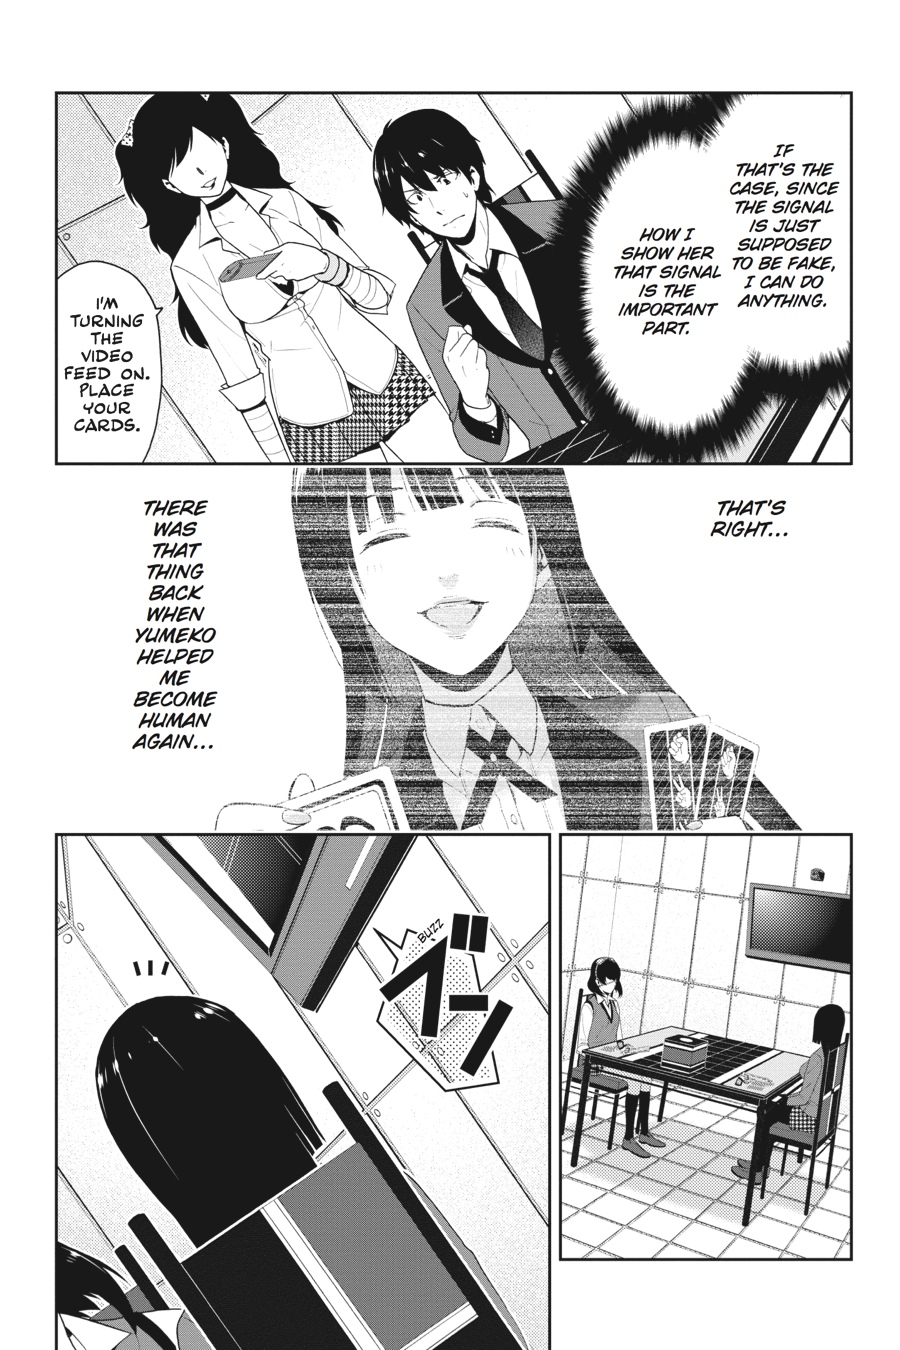 IF
THAT'S THE
CASE, SINCE
THE SIGNAL
IS JUST
SUPPOSED
TO BE FAKE,
I CAN DO
ANYTHING.
HOW I
SHOW HER
THAT SIGNAL
IS THE
IMPORTANT
PART.
I'M
TURNING
THE
VIDEO
FEED ON.
PLACE
YOUR
CARDS.
THAT'S
RIGHT...
THERE
WAS
THAT
THING
BACK
WHEN
YUMEKO
HELPED
ME
BECOME
HUMAN
AGAIN...
BUZZ
ブーン